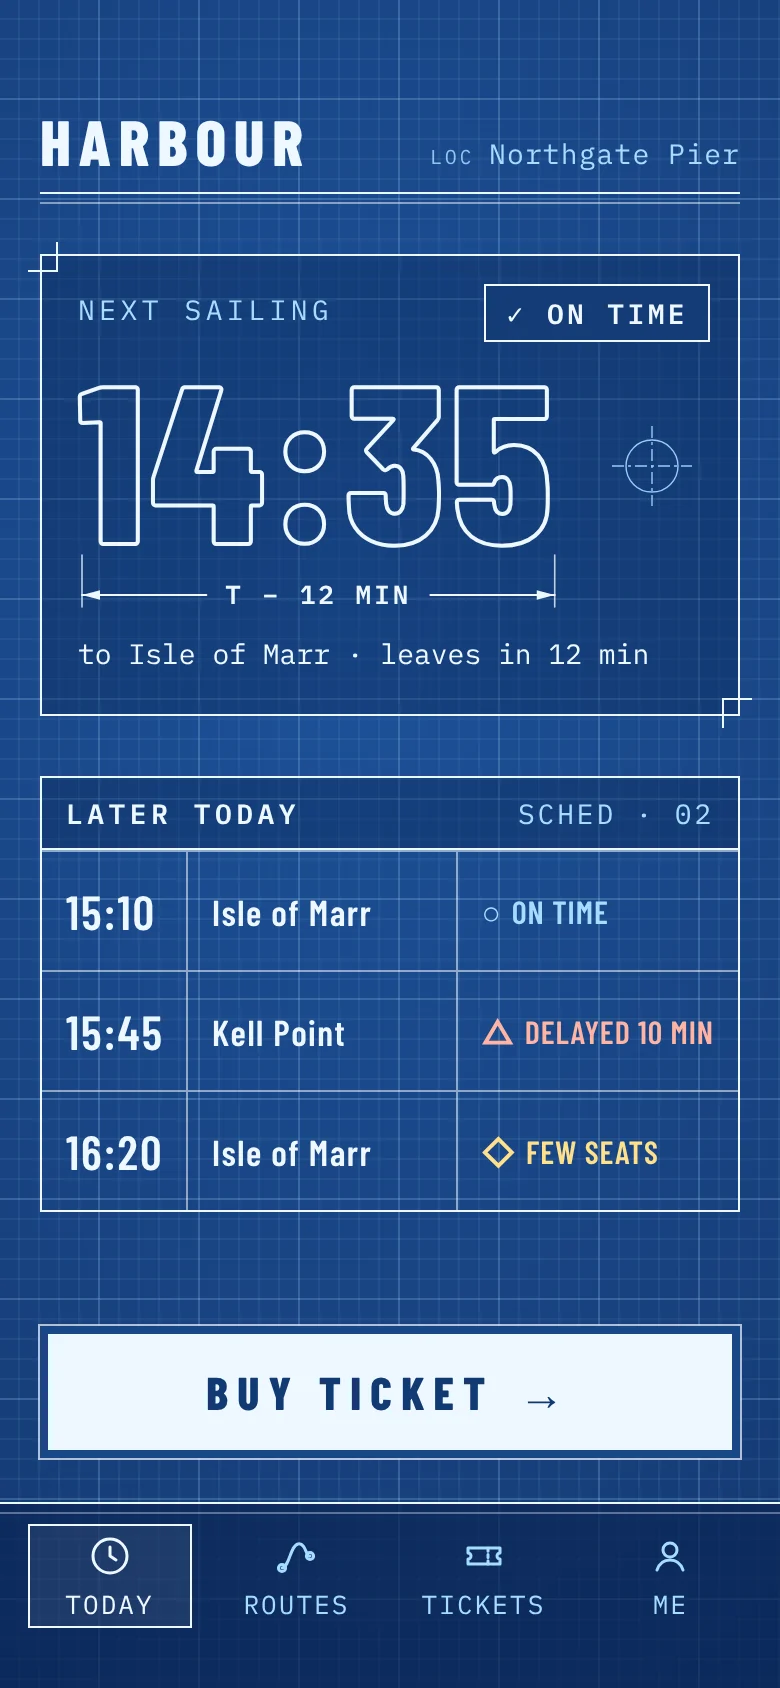 HARBOUR
LOC Northgate Pier
NEXT SAILING
✓ ON TIME
14:35
T – 12 MIN
to Isle of Marr · leaves in 12 min
LATER TODAY
SCHED · 02
15:10 Isle of Marr ○ ON TIME
15:45 Kell Point △ DELAYED 10 MIN
16:20 Isle of Marr ◇ FEW SEATS
BUY TICKET →
TODAY
ROUTES
TICKETS
ME